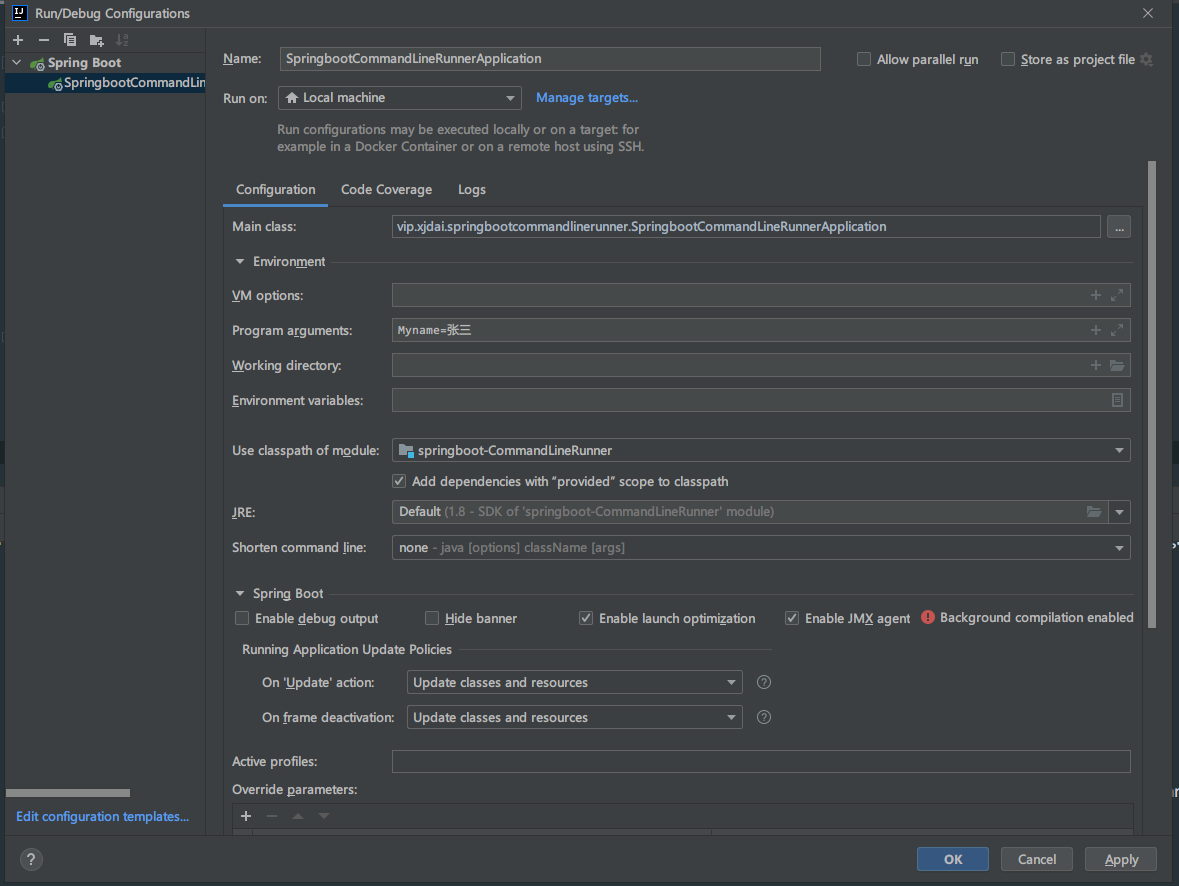 IJ Run/Debug Configurations
Spring Boot
SpringbootCommandLin
Name: SpringbootCommandLineRunnerApplication Allow parallel run Store as project file
Run on: Local machine Manage targets...
Run configurations may be executed locally or on a target: for
example in a Docker Container or on a remote host using SSH.
Configuration Code Coverage Logs
Main class: vip.xjdai.springbootcommandlinerunner.SpringbootCommandLineRunnerApplication ...
Environment
VM options:
Program arguments: Myname=张三
Working directory:
Environment variables:
Use classpath of module: springboot-CommandLineRunner
Add dependencies with “provided” scope to classpath
JRE: Default (1.8 - SDK of 'springboot-CommandLineRunner' module)
Shorten command line: none - java [options] className [args]
Spring Boot
Enable debug output Hide banner Enable launch optimization Enable JMX agent Background compilation enabled
Running Application Update Policies
On 'Update' action: Update classes and resources ?
On frame deactivation: Update classes and resources ?
Active profiles:
Override parameters:
Edit configuration templates...
? OK Cancel Apply